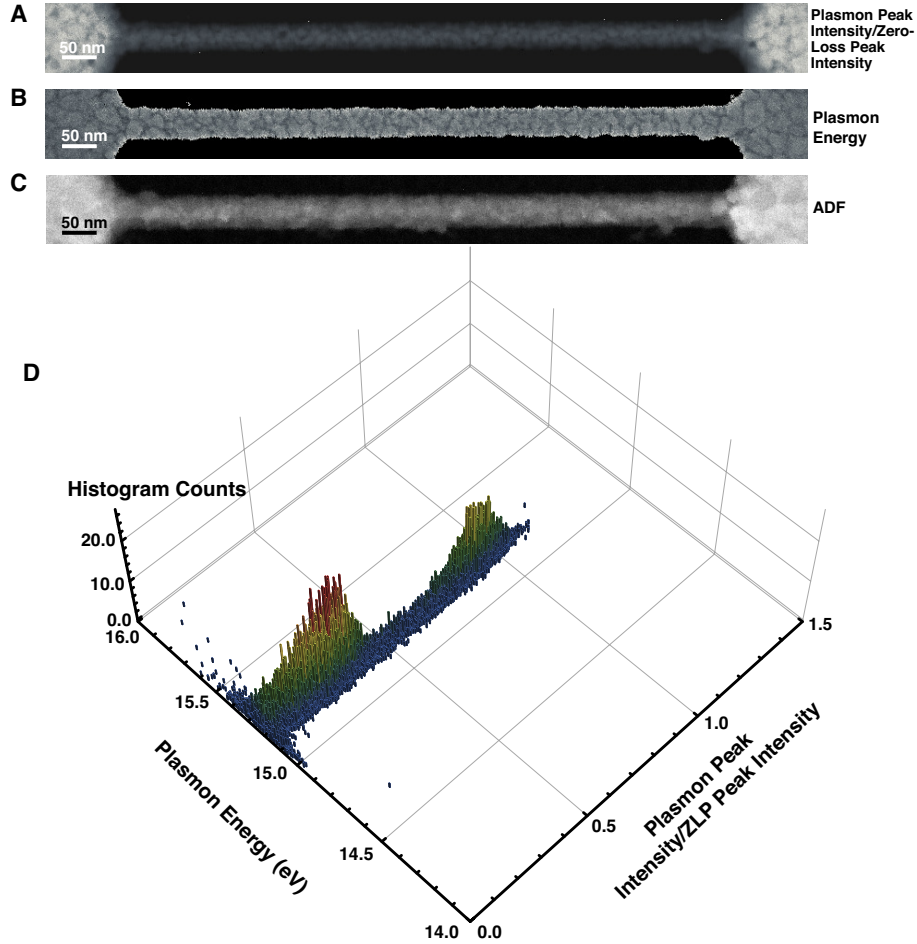 A
50 nm
Plasmon Peak
Intensity/Zero-
Loss Peak
Intensity
B
50 nm
Plasmon
Energy
C
50 nm
ADF
D
Histogram Counts
20.0
10.0
0.0
16.0
15.5
15.0
14.5
14.0
Plasmon Energy (eV)
0.0
0.5
1.0
1.5
Plasmon Peak
Intensity/ZLP Peak Intensity